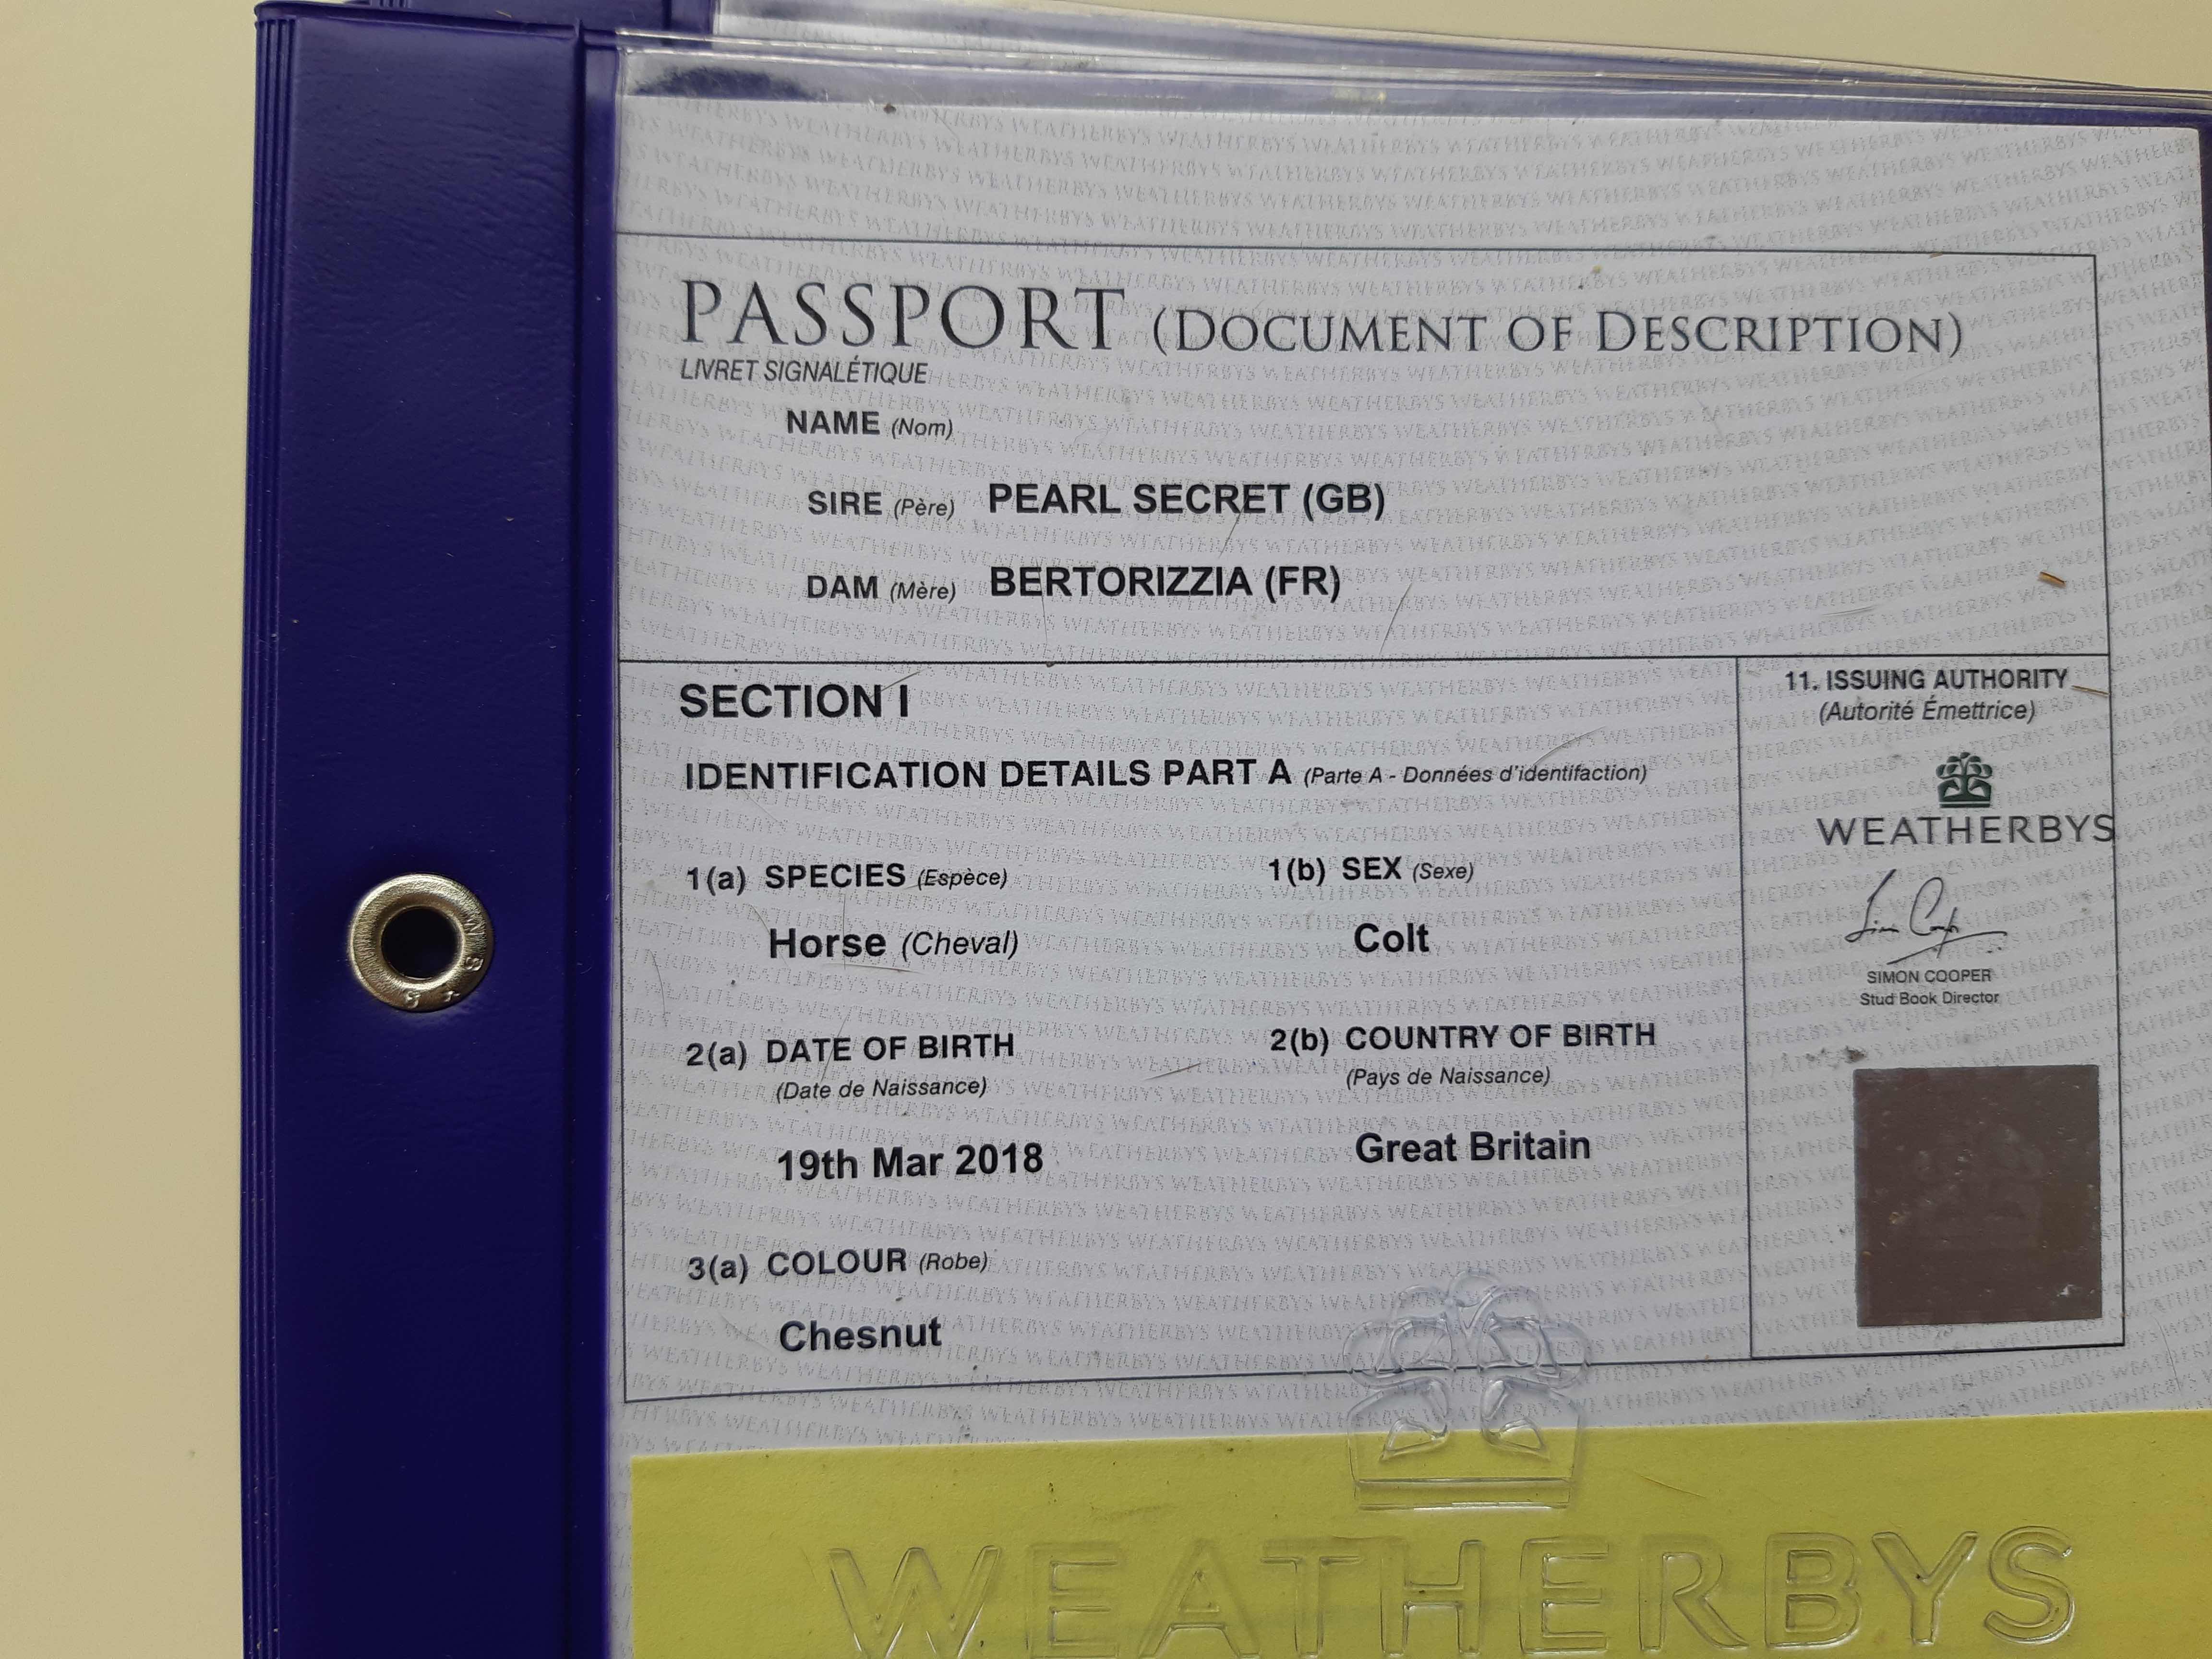 PASSPORT (DOCUMENT OF DESCRIPTION)
LIVRET SIGNALÉTIQUE
NAME (Nom)
SIRE (Père) PEARL SECRET (GB)
DAM (Mère) BERTORIZZIA (FR)
SECTION I
IDENTIFICATION DETAILS PART A (Parte A - Données d'identifaction)
1(a) SPECIES (Espèce)
Horse (Cheval)
1(b) SEX (Sexe)
Colt
2(a) DATE OF BIRTH
(Date de Naissance)
19th Mar 2018
2(b) COUNTRY OF BIRTH
(Pays de Naissance)
Great Britain
3(a) COLOUR (Robe)
Chesnut
11. ISSUING AUTHORITY
(Autorité Émettrice)
WEATHERBYS
SIMON COOPER
Stud Book Director
WEATHERBYS